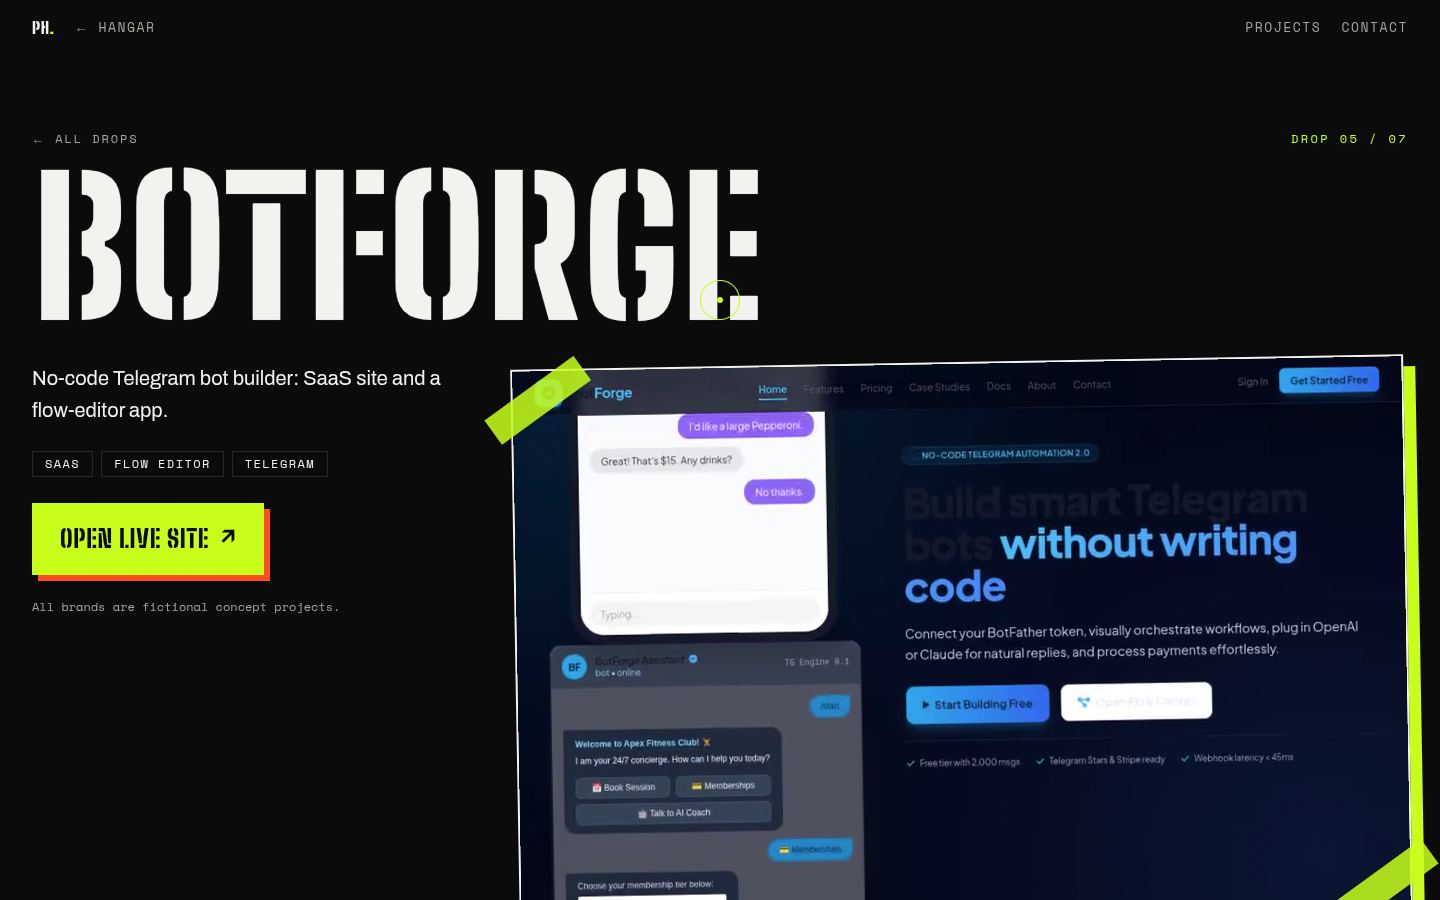 PH.
← HANGAR
PROJECTS
CONTACT
← ALL DROPS
DROP 05 / 07
BOTFORGE
No-code Telegram bot builder: SaaS site and a
flow-editor app.
SAAS
FLOW EDITOR
TELEGRAM
OPEN LIVE SITE ↗
All brands are fictional concept projects.
Forge
Home
Features
Pricing
Case Studies
Docs
About
Contact
Sign In
Get Started Free
I'd like a large Pepperoni.
Great! That's $15. Any drinks?
No thanks.
Typing...
NO-CODE TELEGRAM AUTOMATION 2.0
Build smart Telegram
bots without writing
code
Connect your BotFather token, visually orchestrate workflows, plug in OpenAI
or Claude for natural replies, and process payments effortlessly.
Start Building Free
Open Flow Canvas
Free tier with 2,000 msgs
Telegram Stars & Stripe ready
Webhook latency < 45ms
BF
BotForge Assistant
bot • online
TG Engine 8.1
/start
Welcome to Apex Fitness Club! 🏋️
I am your 24/7 concierge. How can I help you today?
📅 Book Session
💳 Memberships
🤖 Talk to AI Coach
💳 Memberships
Choose your membership tier below: